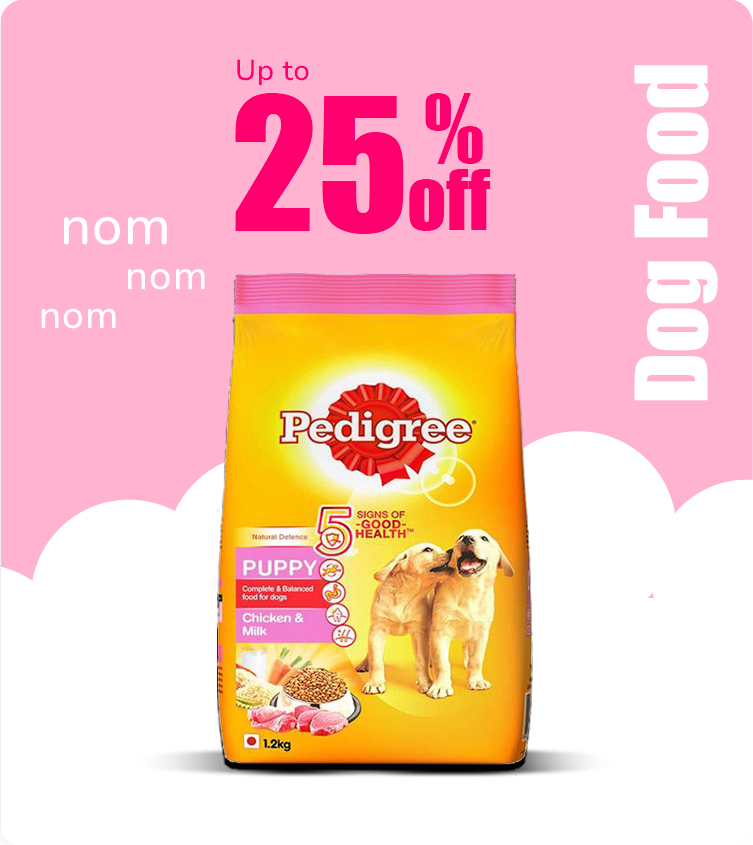 Up to
25%
off
Dog Food
nom
nom
nom
Pedigree®
5 SIGNS OF
-GOOD-
HEALTH™
Natural Defence
PUPPY
Complete & Balanced
food for dogs
Chicken &
Milk
1.2kg